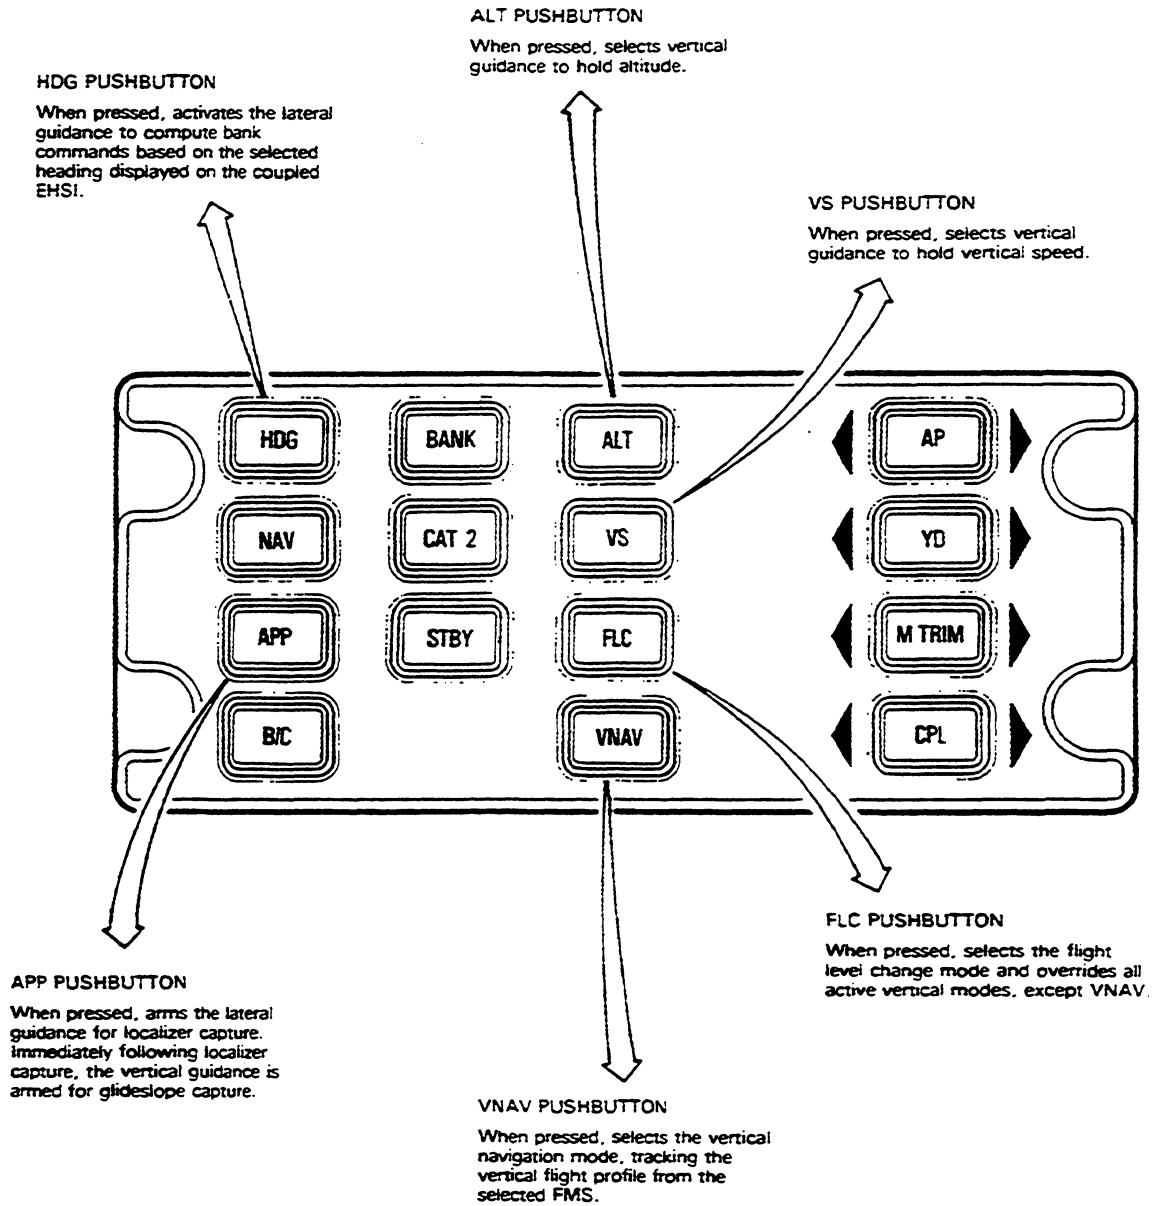 ALT PUSHBUTTON
When pressed, selects vertical
guidance to hold altitude.
HDG PUSHBUTTON
When pressed, activates the lateral
guidance to compute bank
commands based on the selected
heading displayed on the coupled
EHSI.
VS PUSHBUTTON
When pressed, selects vertical
guidance to hold vertical speed.
HDG
BANK
ALT
AP
NAV
CAT 2
VS
YD
APP
STBY
FLC
M TRIM
B/C
VNAV
CPL
FLC PUSHBUTTON
When pressed, selects the flight
level change mode and overrides all
active vertical modes, except VNAV.
APP PUSHBUTTON
When pressed, arms the lateral
guidance for localizer capture.
Immediately following localizer
capture, the vertical guidance is
armed for glideslope capture.
VNAV PUSHBUTTON
When pressed, selects the vertical
navigation mode, tracking the
vertical flight profile from the
selected FMS.